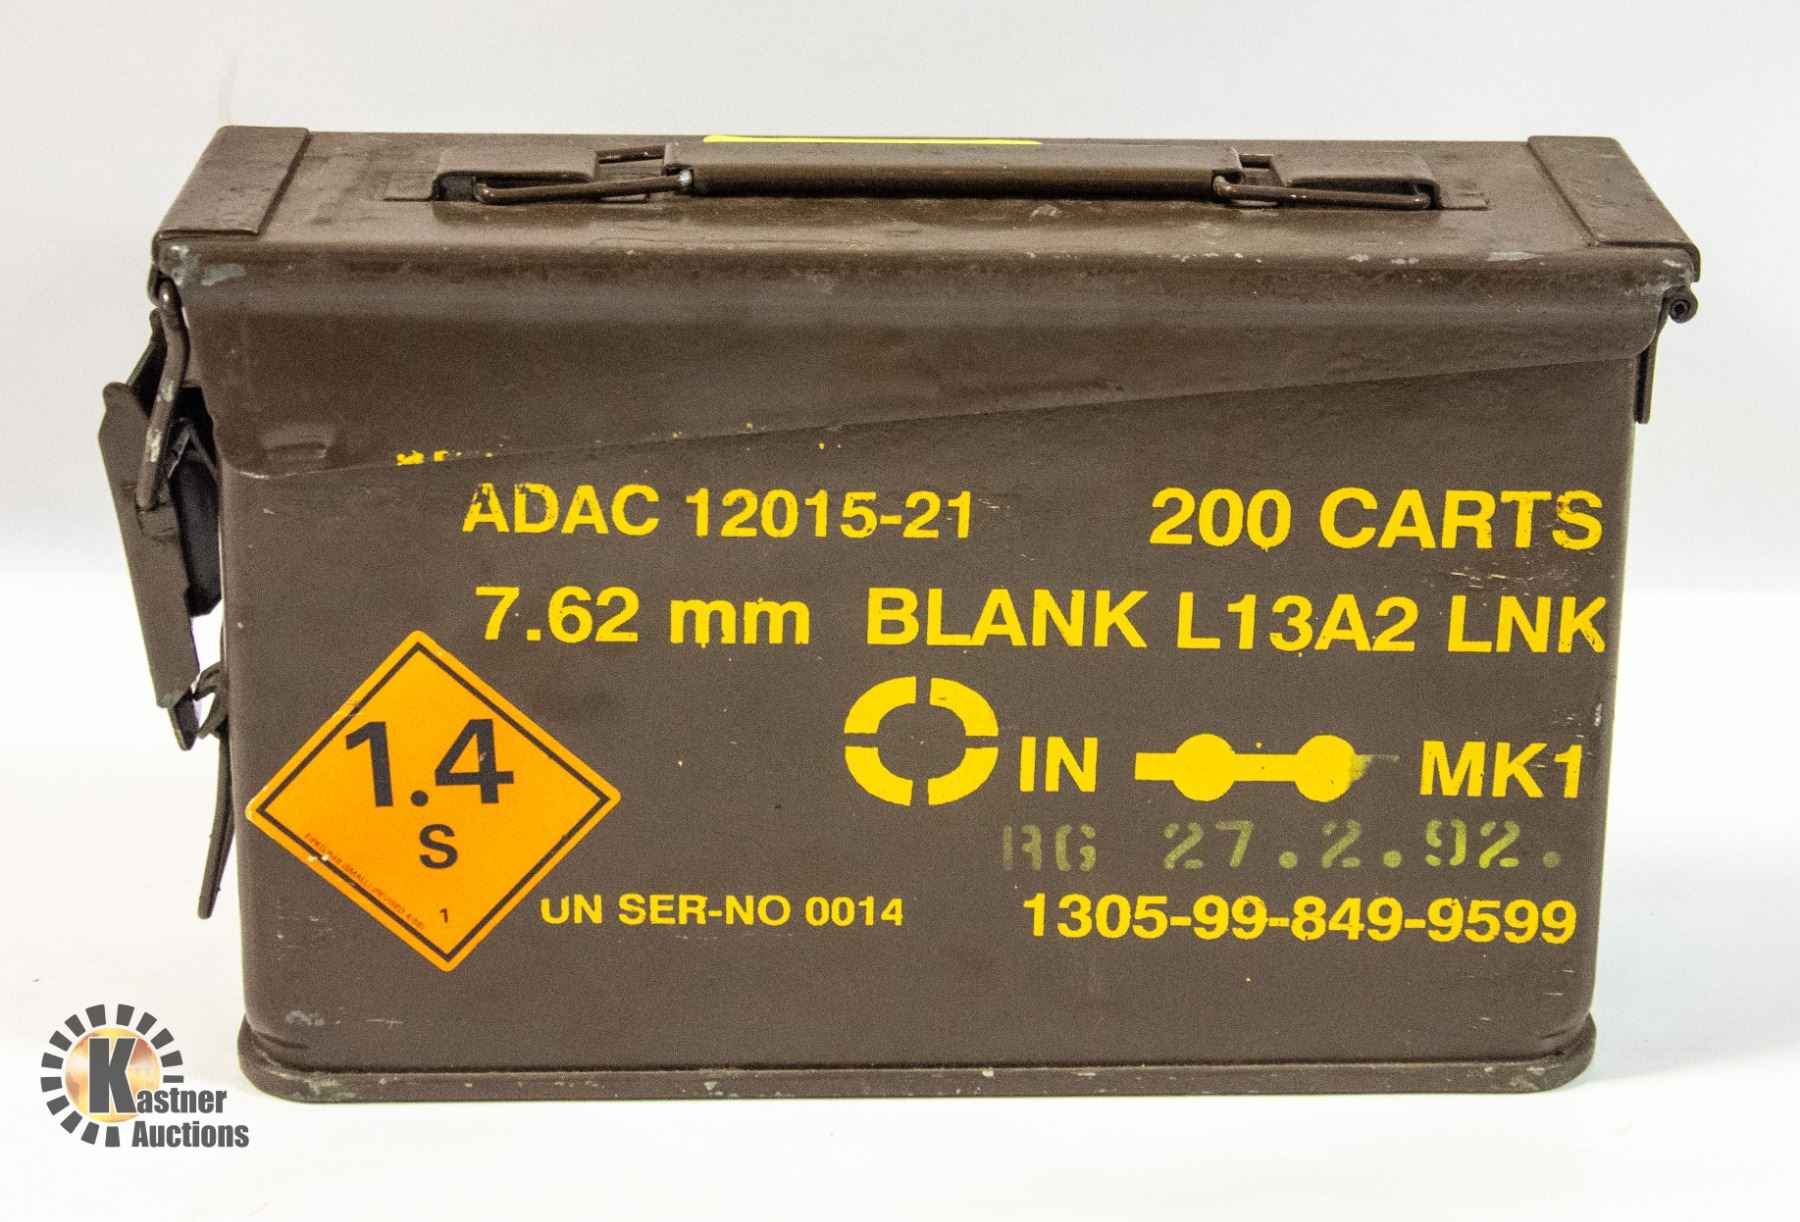 ADAC 12015-21 200 CARTS
7.62 mm BLANK L13A2 LNK
IN MK1
RG 27.2.92.
1.4
S
1
UN SER-NO 0014 1305-99-849-9599
Kastner
Auctions